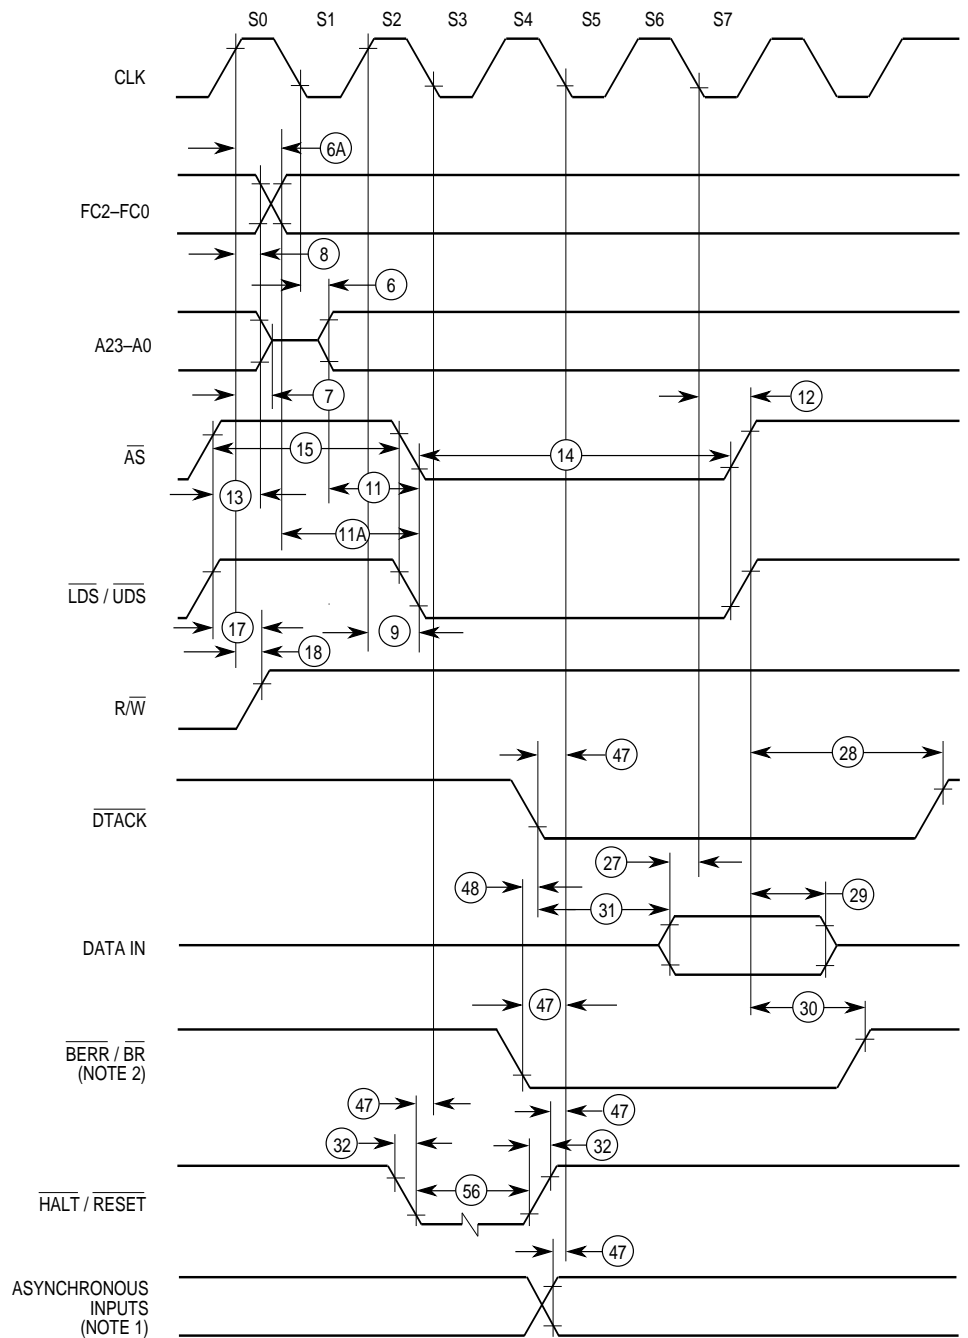 S0 S1 S2 S3 S4 S5 S6 S7
CLK
6A
FC2–FC0
8
6
A23–A0
7
12
15
14
AS
11
13
11A
LDS / UDS
17
9
18
R/W
47
28
DTACK
27
48
31
29
DATA IN
47
30
BERR / BR
(NOTE 2)
47
47
32
32
56
HALT / RESET
47
ASYNCHRONOUS
INPUTS
(NOTE 1)